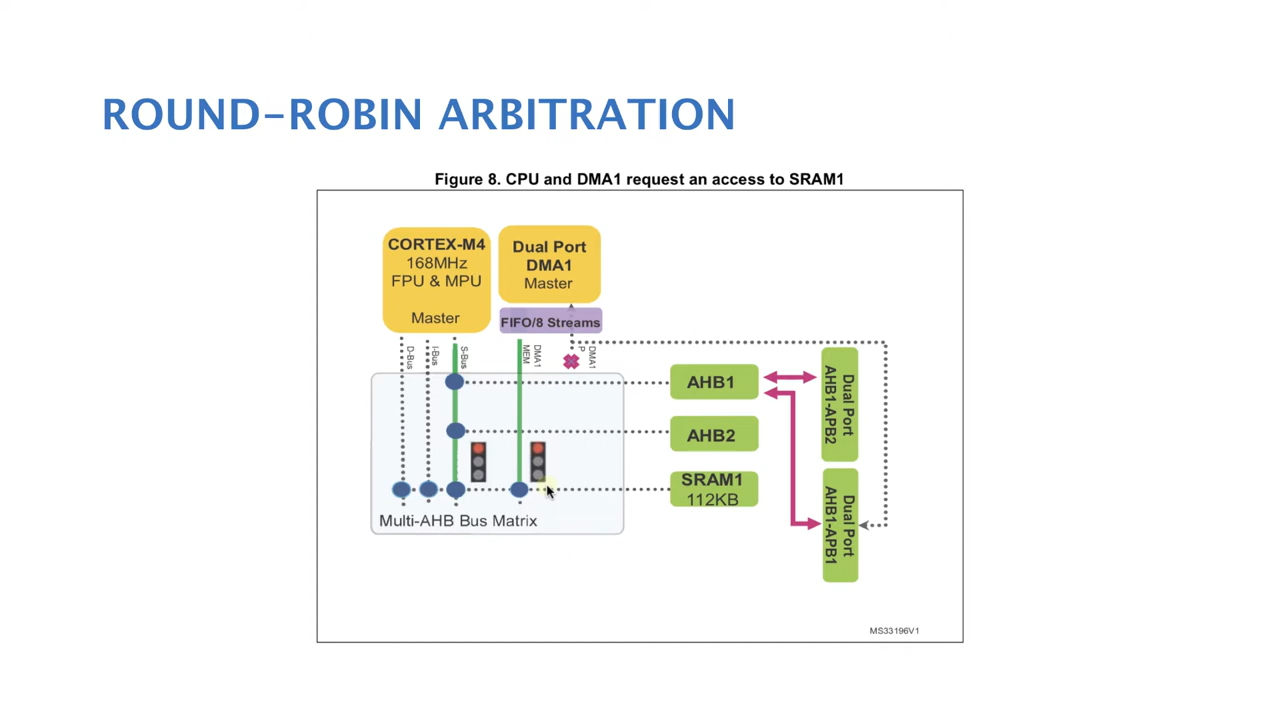 ROUND-ROBIN ARBITRATION
Figure 8. CPU and DMA1 request an access to SRAM1
CORTEX-M4
168MHz
FPU & MPU
Master
Dual Port
DMA1
Master
FIFO/8 Streams
D-Bus
I-Bus
S-Bus
DMA1
MEM
DMA1
P
AHB1
AHB2
SRAM1
112KB
Dual Port
AHB1-APB2
Dual Port
AHB1-APB1
Multi-AHB Bus Matrix
MS33196V1